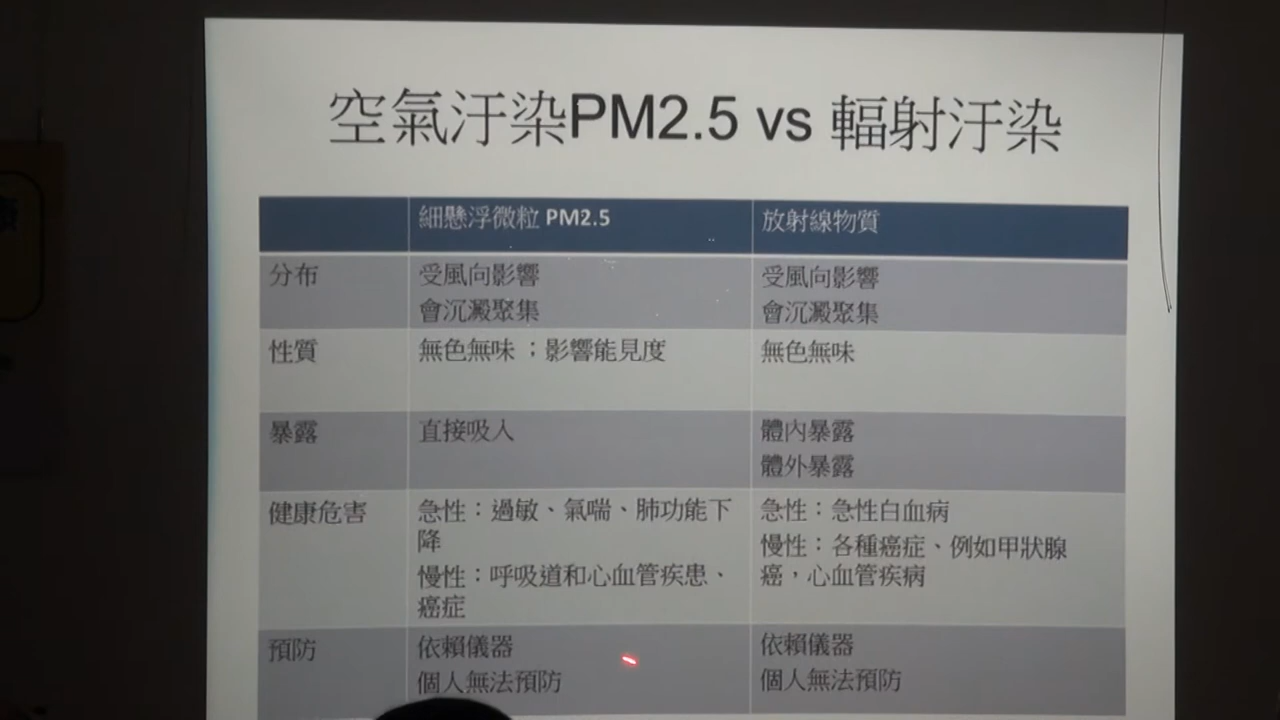 空氣汙染PM2.5 vs 輻射汙染
細懸浮微粒 PM2.5
放射線物質
分布
受風向影響
會沉澱聚集
受風向影響
會沉澱聚集
性質
無色無味 ；影響能見度
無色無味
暴露
直接吸入
體內暴露
體外暴露
健康危害
急性：過敏、氣喘、肺功能下
降
慢性：呼吸道和心血管疾患、
癌症
急性：急性白血病
慢性：各種癌症、例如甲狀腺
癌，心血管疾病
預防
依賴儀器
個人無法預防
依賴儀器
個人無法預防